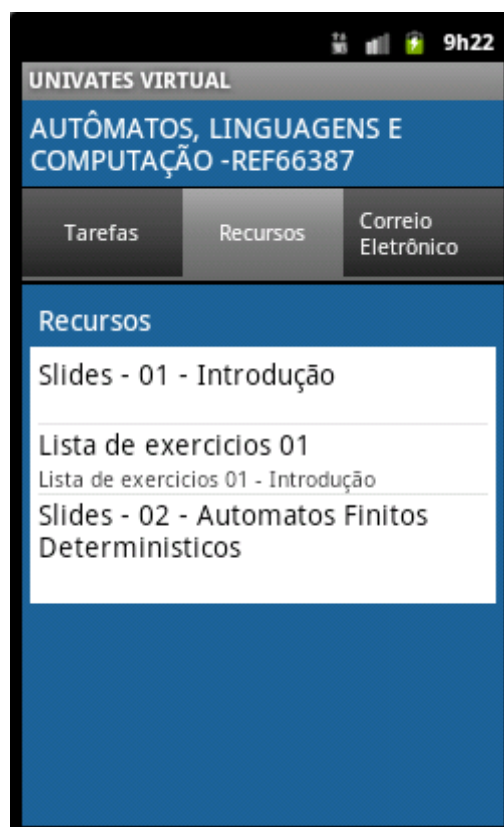 9h22
UNIVATES VIRTUAL
AUTÔMATOS, LINGUAGENS E
COMPUTAÇÃO -REF66387
Tarefas
Recursos
Correio
Eletrônico
Recursos
Slides - 01 - Introdução
Lista de exercicios 01
Lista de exercicios 01 - Introdução
Slides - 02 - Automatos Finitos
Deterministicos